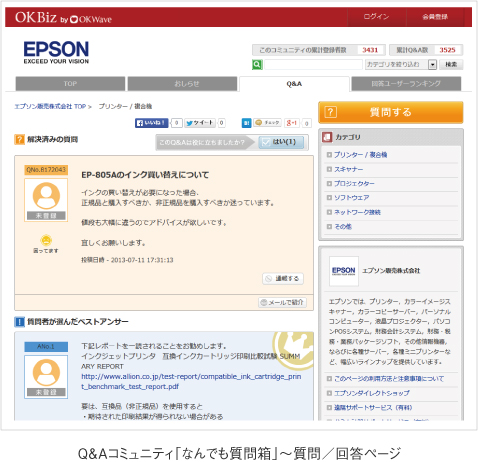 OKBiz by OKWave
ログイン
会員登録
EPSON
EXCEED YOUR VISION
このコミュニティの累計登録者数 3431
累計Q&A数 3525
カテゴリを絞り込む
検索
TOP
おしらせ
Q&A
回答ユーザーランキング
エプソン販売株式会社 TOP > プリンター / 複合機
いいね! 0
ツイート 0
チェック
+1 0
解決済みの質問
このQ&Aは役に立ちましたか?
はい(1)
QNo.8172043
未登録
困ってます
EP-805Aのインク買い替えについて
インクの買い替えが必要になった場合、
正規品と購入すべきか、非正規品を購入すべきか迷っています。
値段も大幅に違うのでアドバイスが欲しいです。
宜しくお願いします。
投稿日時 - 2013-07-11 17:31:13
通報する
メールで紹介
質問者が選んだベストアンサー
ANo.1
未登録
下記レポートを一読されることをお勧めします。
インクジェットプリンタ 互換インクカートリッジ印刷比較試験 SUMM
ARY REPORT
http://www.allion.co.jp/test-report/compatible_ink_cartridge_prin
t_benchmark_test_report.pdf
要は、互換品(非正規品)を使用すると
・期待された印刷結果が得られない場合がある
質問する
カテゴリ
プリンター / 複合機
スキャナー
プロジェクター
ソフトウェア
ネットワーク接続
その他
EPSON
エプソン販売株式会社
エプソンでは、プリンター、カラーイメージス
キャナー、カラーコピーサーバー、パーソナル
コンピューター、液晶プロジェクター、パソコ
ンPOSシステム、財務会計システム、財務・税
務・業務パッケージソフト、その他情報機器、
ならびに各種サーバー、各種ミニプリンターな
ど、幅広いラインナップを提供しています。
このページの利用方法と注意事項について
エプソンダイレクトショップ
遠隔サポートサービス(有料)
Q&Aコミュニティ「なんでも質問箱」~質問/回答ページ